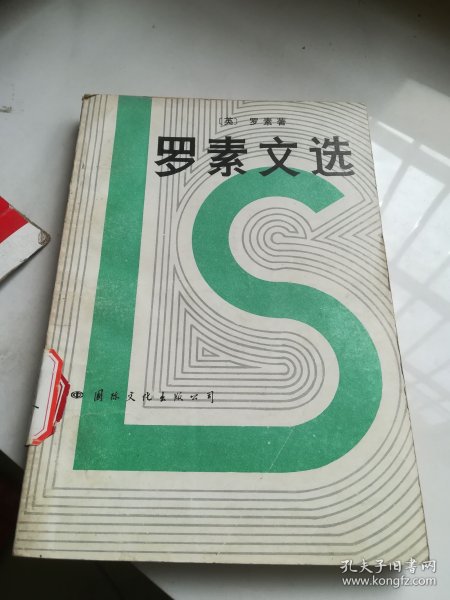 〔英〕 罗素著
罗素文选
LS
国际文化出版公司
孔夫子旧书网
www.kongfz.com